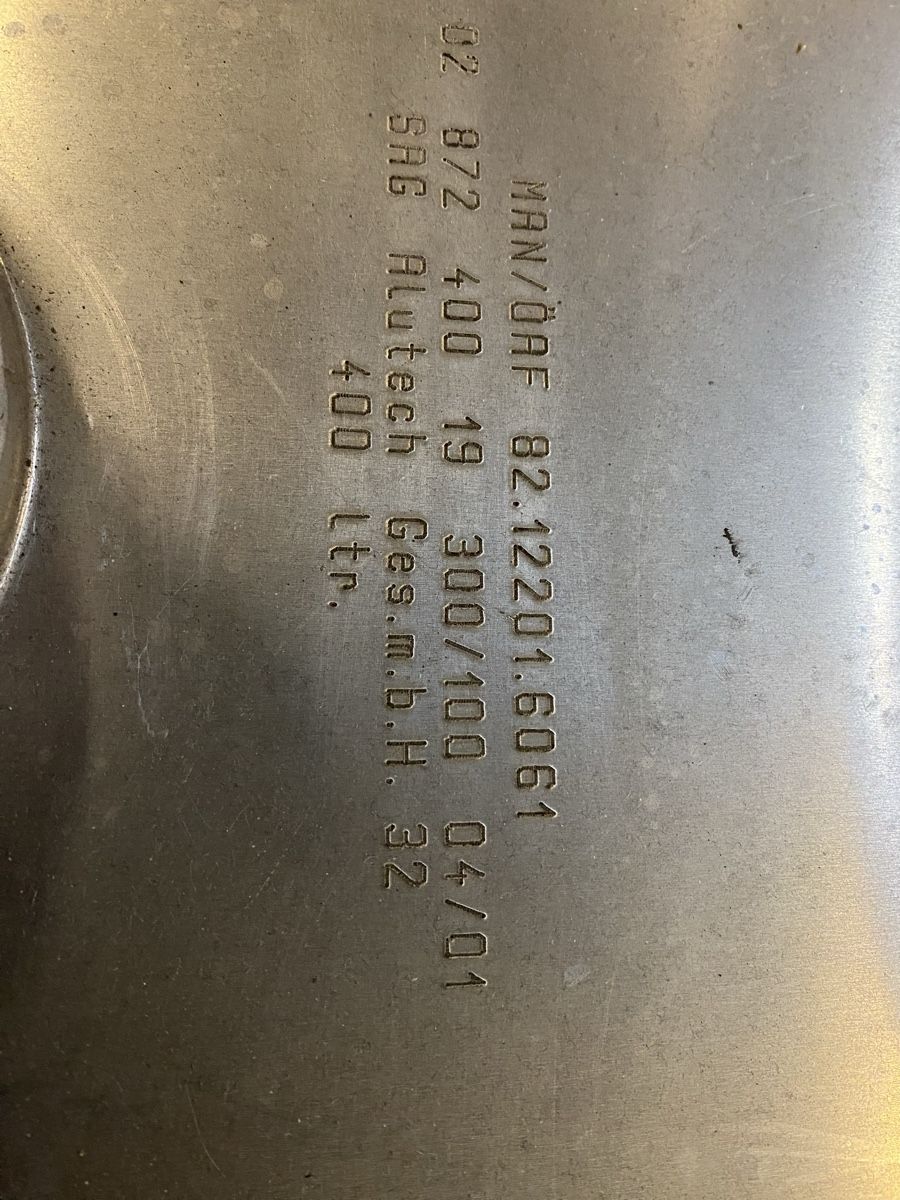 MAN/ÖAF 82.12201.6061
02 872 400 19 300/100 04/01
SAG Alutech Ges.m.b.H. 32
400 ltr.